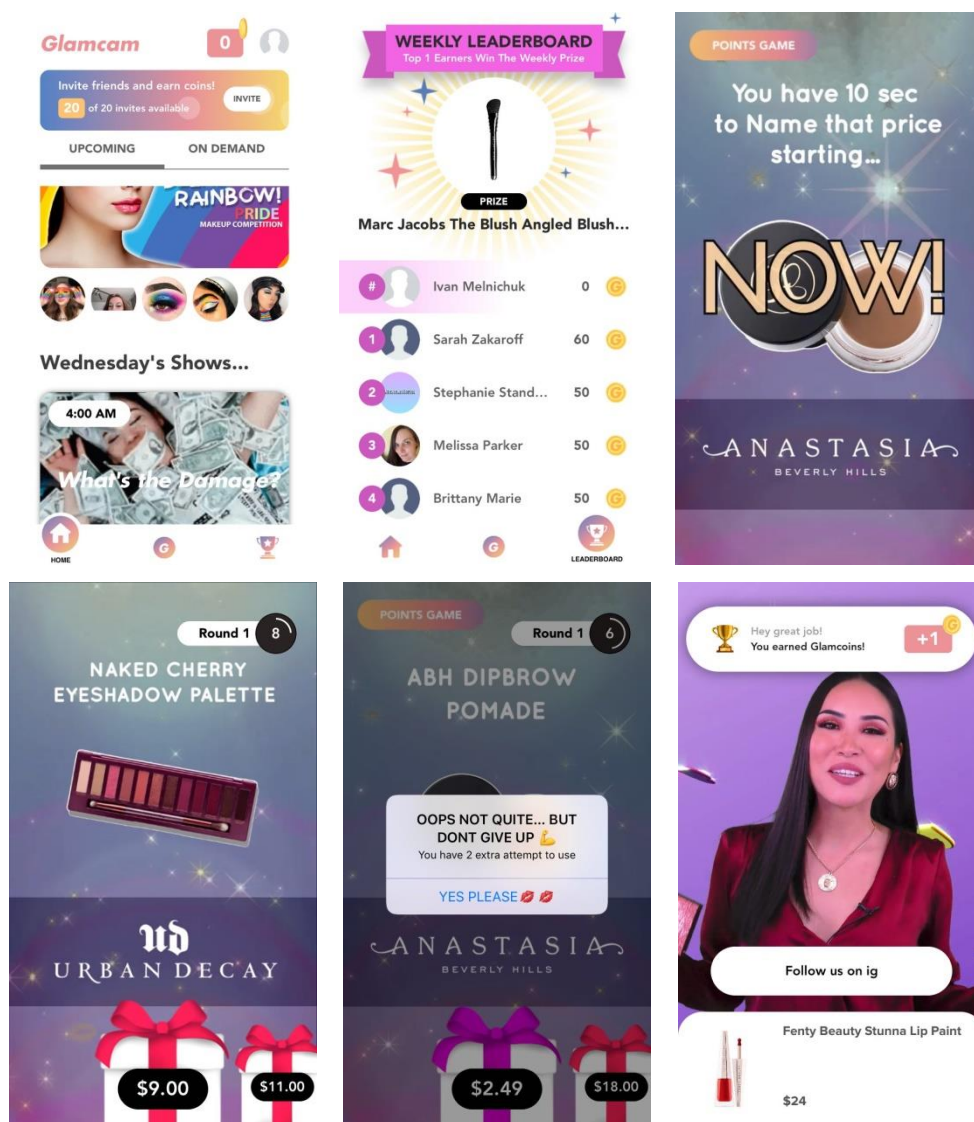 Glamcam
0
Invite friends and earn coins!
20 of 20 invites available
INVITE
UPCOMING
ON DEMAND
RAINBOW!
PRIDE
MAKEUP COMPETITION
Wednesday's Shows...
4:00 AM
What's the Damage?
HOME
G
WEEKLY LEADERBOARD
Top 1 Earners Win The Weekly Prize
PRIZE
Marc Jacobs The Blush Angled Blush...
# Ivan Melnichuk 0 G
1 Sarah Zakaroff 60 G
2 Stephanie Stand... 50 G
3 Melissa Parker 50 G
4 Brittany Marie 50 G
G
LEADERBOARD
POINTS GAME
You have 10 sec
to Name that price
starting...
NOW!
ANASTASIA
BEVERLY HILLS
Round 1 8
NAKED CHERRY
EYESHADOW PALETTE
UD
URBAN DECAY
$9.00
$11.00
POINTS GAME
Round 1 6
ABH DIPBROW
POMADE
OOPS NOT QUITE... BUT
DONT GIVE UP 💪
You have 2 extra attempt to use
YES PLEASE💋 💋
ANASTASIA
BEVERLY HILLS
$2.49
$18.00
Hey great job!
You earned Glamcoins!
+1
G
Follow us on ig
Fenty Beauty Stunna Lip Paint
$24